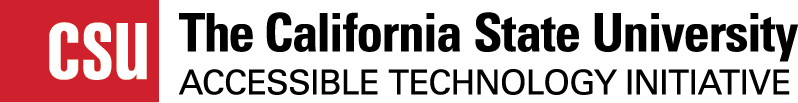 CSU
The California State University
ACCESSIBLE TECHNOLOGY INITIATIVE